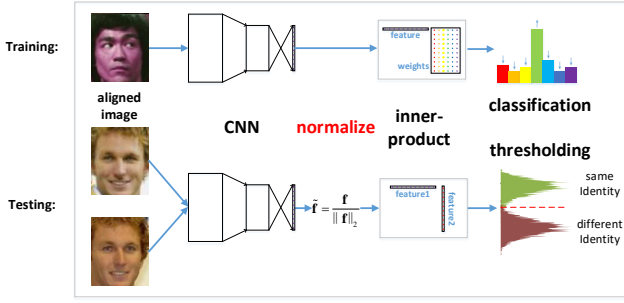 Training:
feature
weights
aligned
image
CNN
normalize
inner-
product
classification
thresholding
Testing:
f̃ = f / ‖f‖₂
feature1
feature2
same
Identity
different
Identity